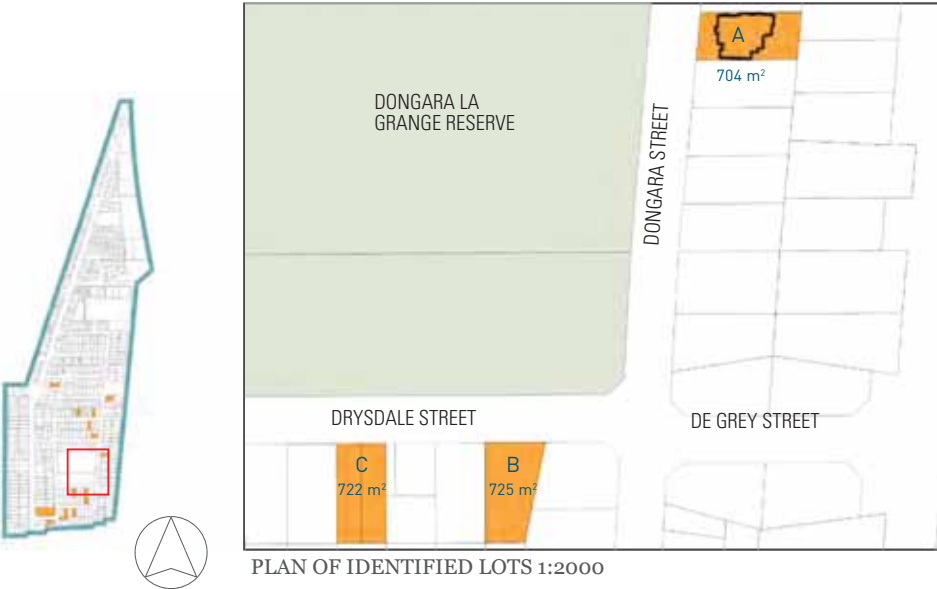 A
704 m²
DONGARA LA
GRANGE RESERVE
DONGARA STREET
DRYSDALE STREET
DE GREY STREET
C
722 m²
B
725 m²
PLAN OF IDENTIFIED LOTS 1:2000